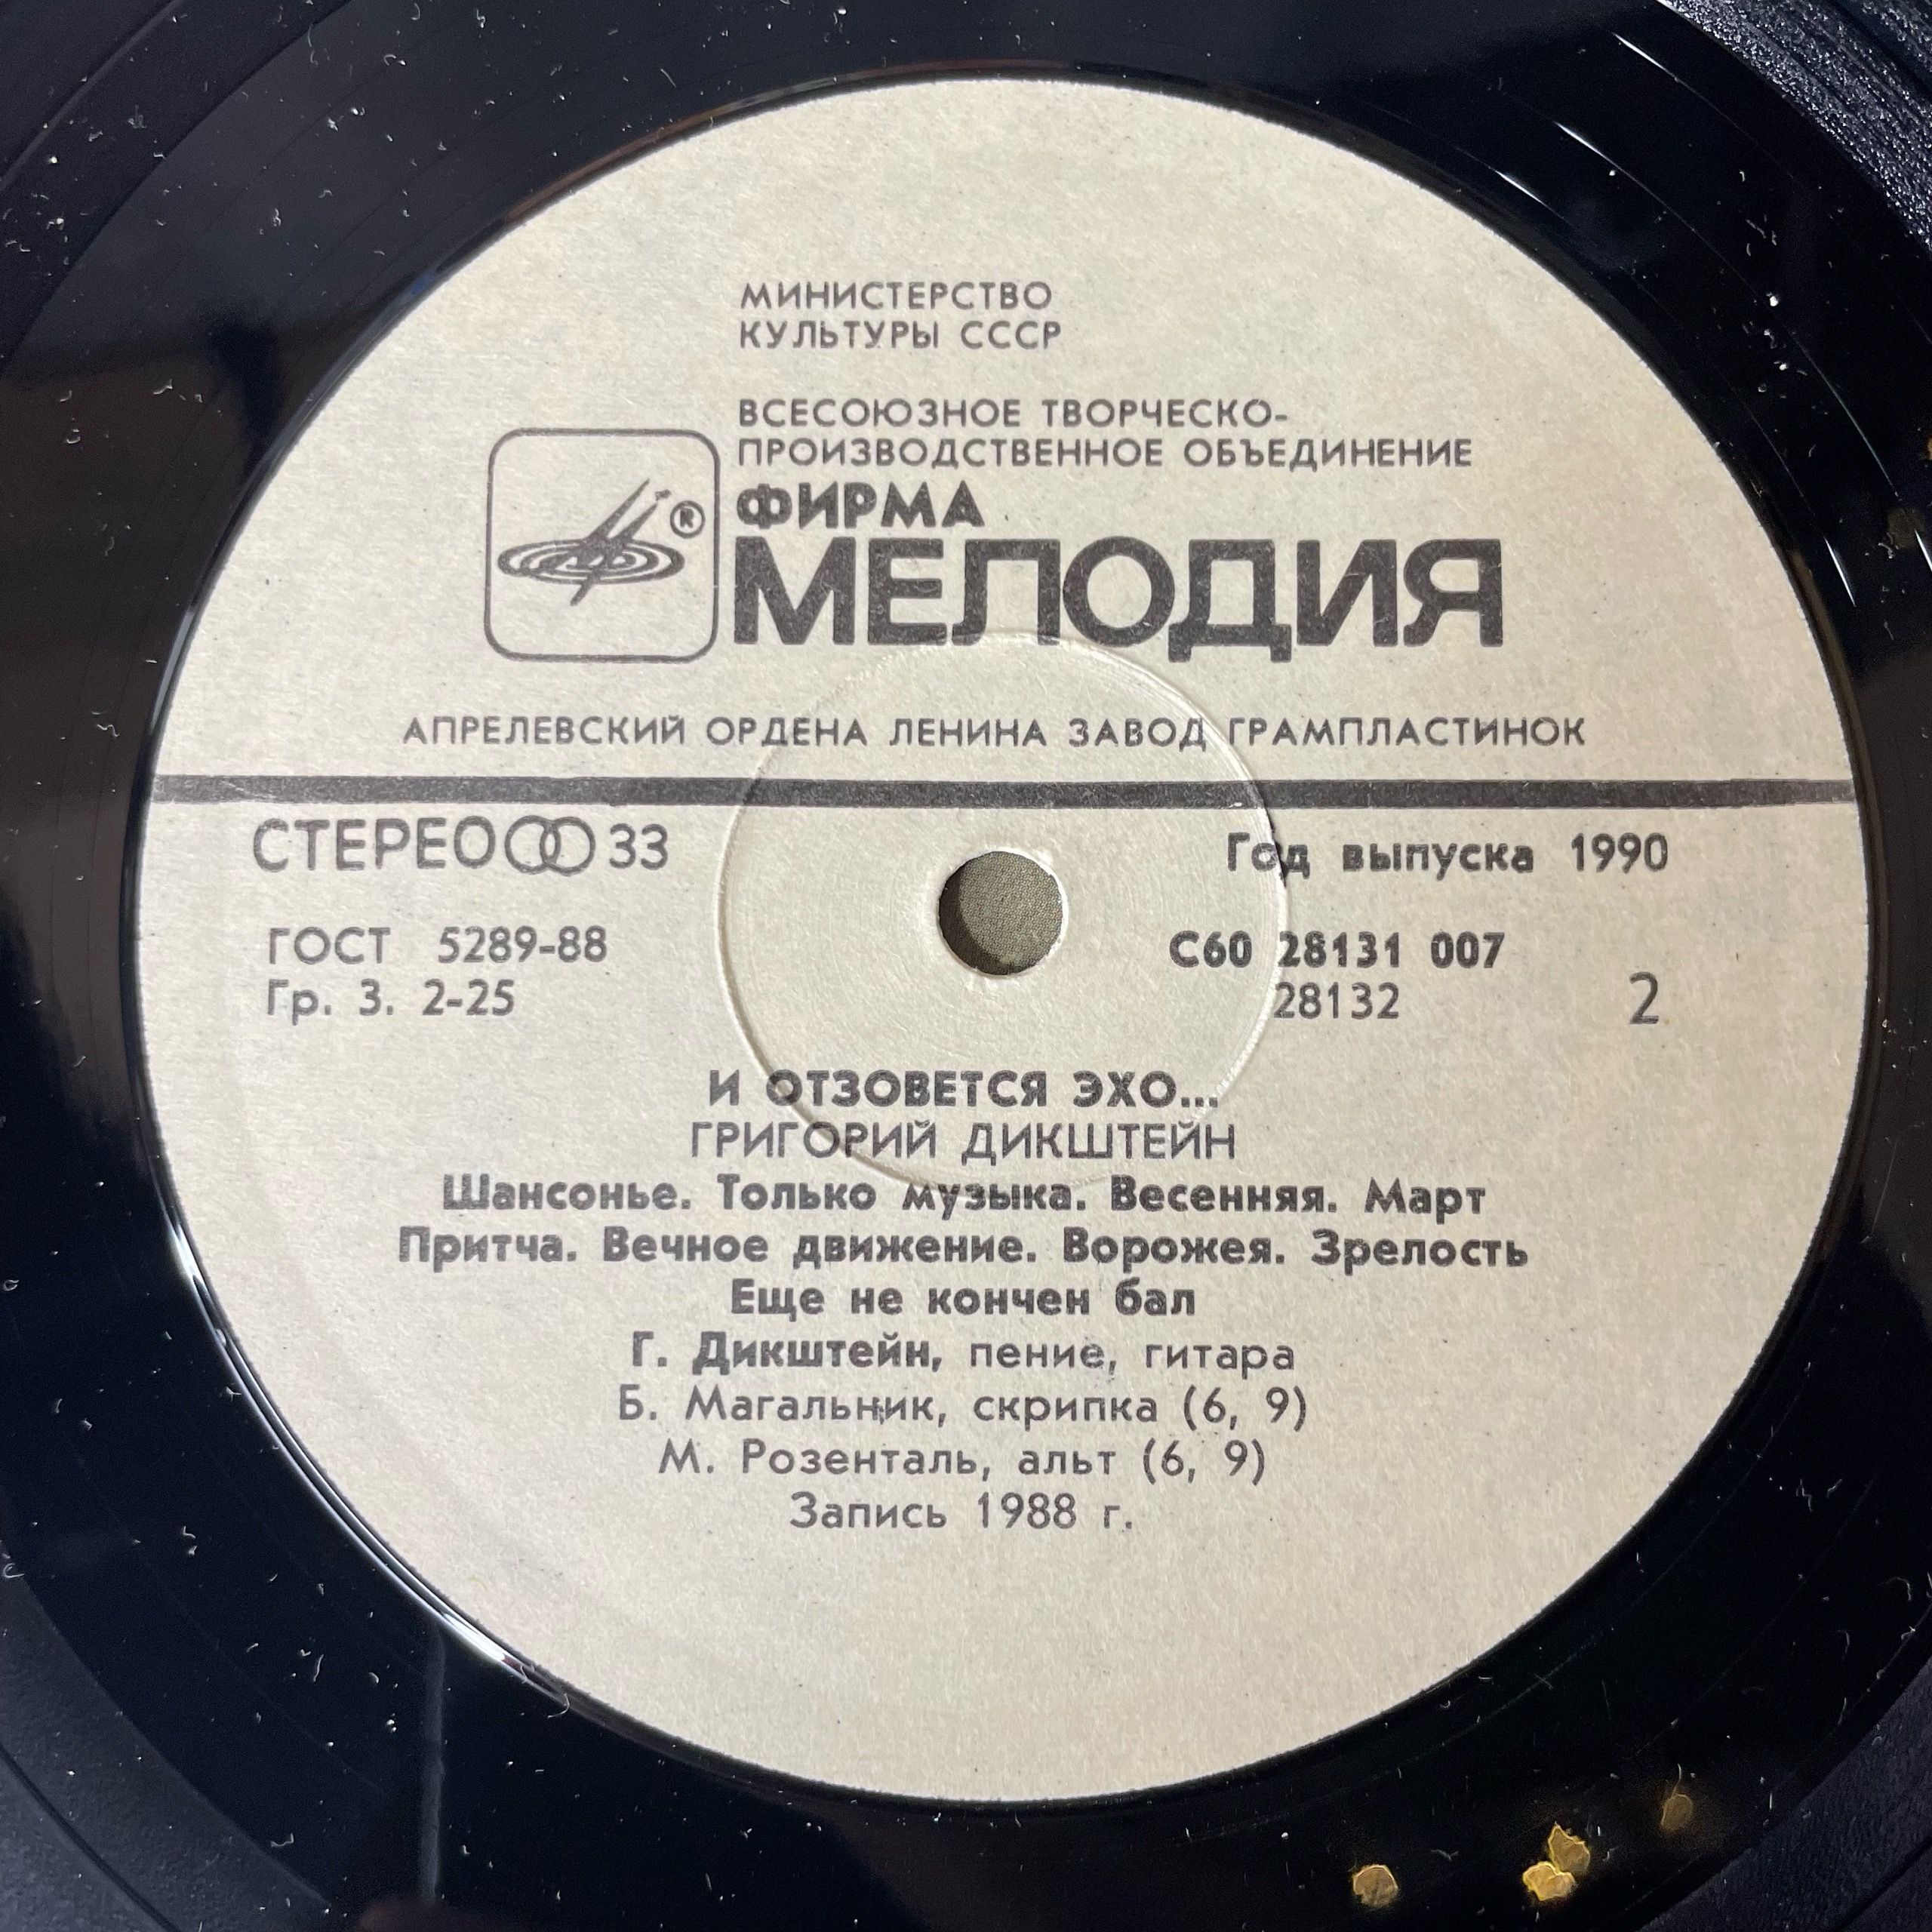 МИНИСТЕРСТВО
КУЛЬТУРЫ СССР
ВСЕСОЮЗНОЕ ТВОРЧЕСКО-
ПРОИЗВОДСТВЕННОЕ ОБЪЕДИНЕНИЕ
®
ФИРМА
МЕЛОДИЯ
АПРЕЛЕВСКИЙ ОРДЕНА ЛЕНИНА ЗАВОД ГРАМПЛАСТИНОК
СТЕРЕО 33
Год выпуска 1990
ГОСТ 5289-88
С60 28131 007
Гр. 3. 2-25
28132
2
И ОТЗОВЕТСЯ ЭХО...
ГРИГОРИЙ ДИКШТЕЙН
Шансонье. Только музыка. Весенняя. Март
Притча. Вечное движение. Ворожея. Зрелость
Еще не кончен бал
Г. Дикштейн, пение, гитара
Б. Магальник, скрипка (6, 9)
М. Розенталь, альт (6, 9)
Запись 1988 г.